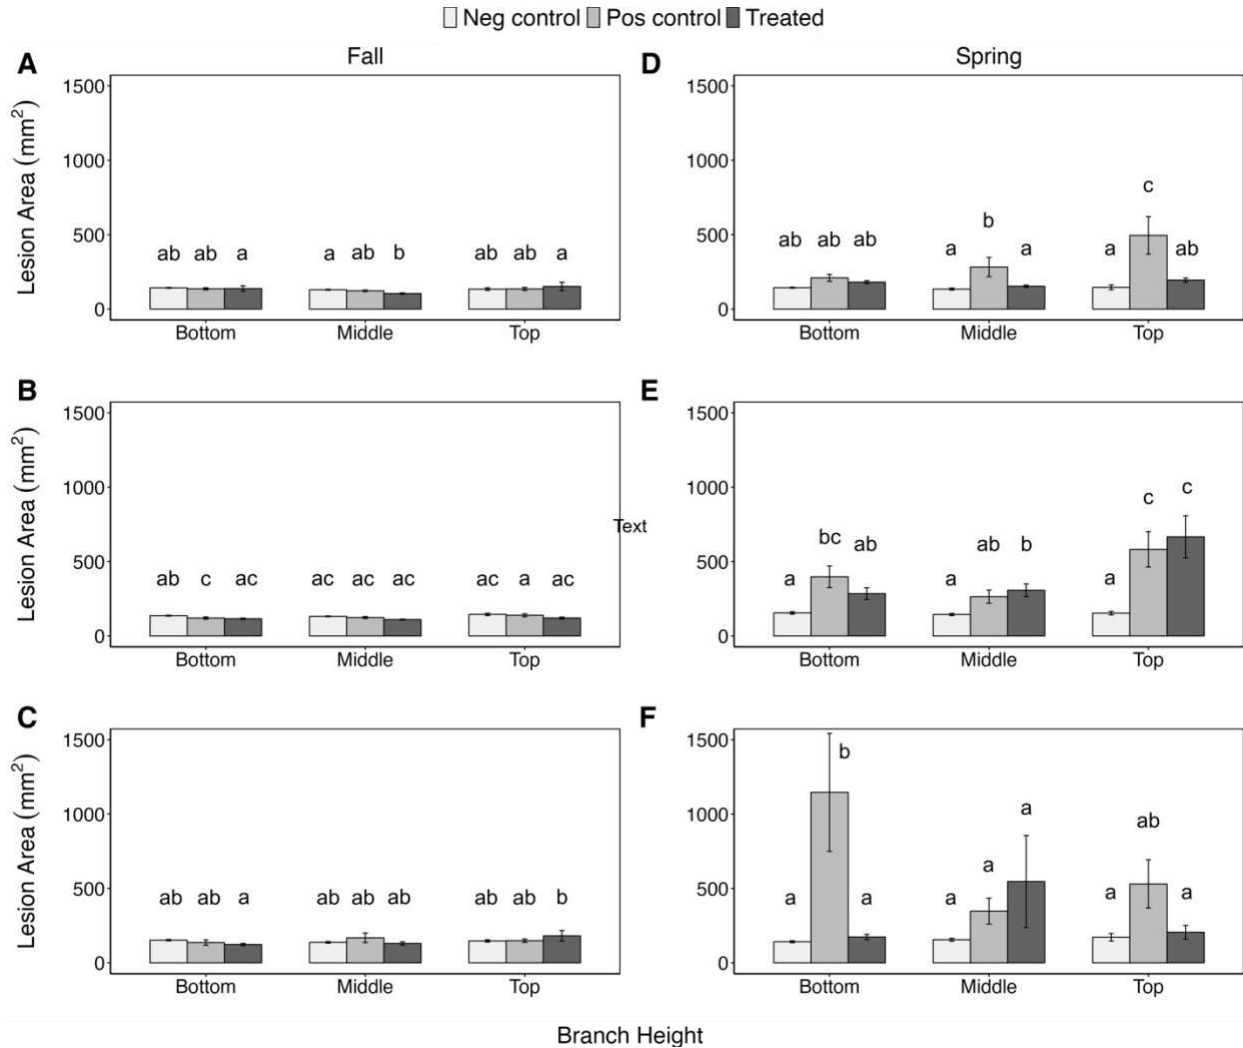 Neg control Pos control Treated
A Fall
Lesion Area (mm²)
1500
1000
500
0
ab ab a a ab b ab ab a
Bottom Middle Top
D Spring
1500
1000
500
0
ab ab ab a b a a c ab
Bottom Middle Top
B
Lesion Area (mm²)
1500
1000
500
0
ab c ac ac ac ac ac a ac
Bottom Middle Top
Text
E
1500
1000
500
0
a bc ab a ab b a c c
Bottom Middle Top
C
Lesion Area (mm²)
1500
1000
500
0
ab ab a ab ab ab ab ab b
Bottom Middle Top
F
1500
1000
500
0
a b a a a a a ab a
Bottom Middle Top
Branch Height